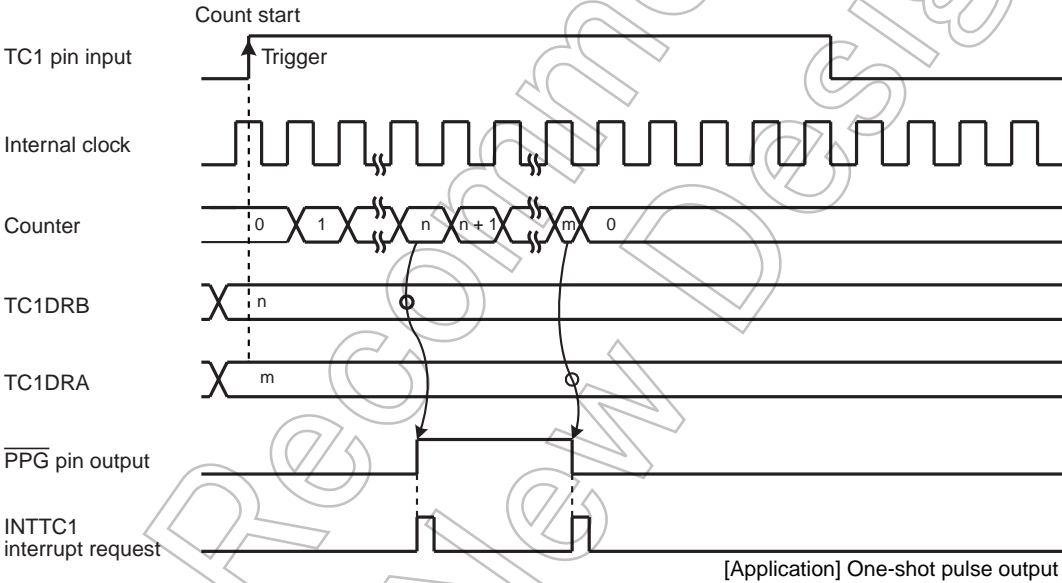 Count start
TC1 pin input
Trigger
Internal clock
Counter
0 1 n n + 1 m 0
TC1DRB
n
TC1DRA
m
PPG pin output
INTTC1
interrupt request
[Application] One-shot pulse output